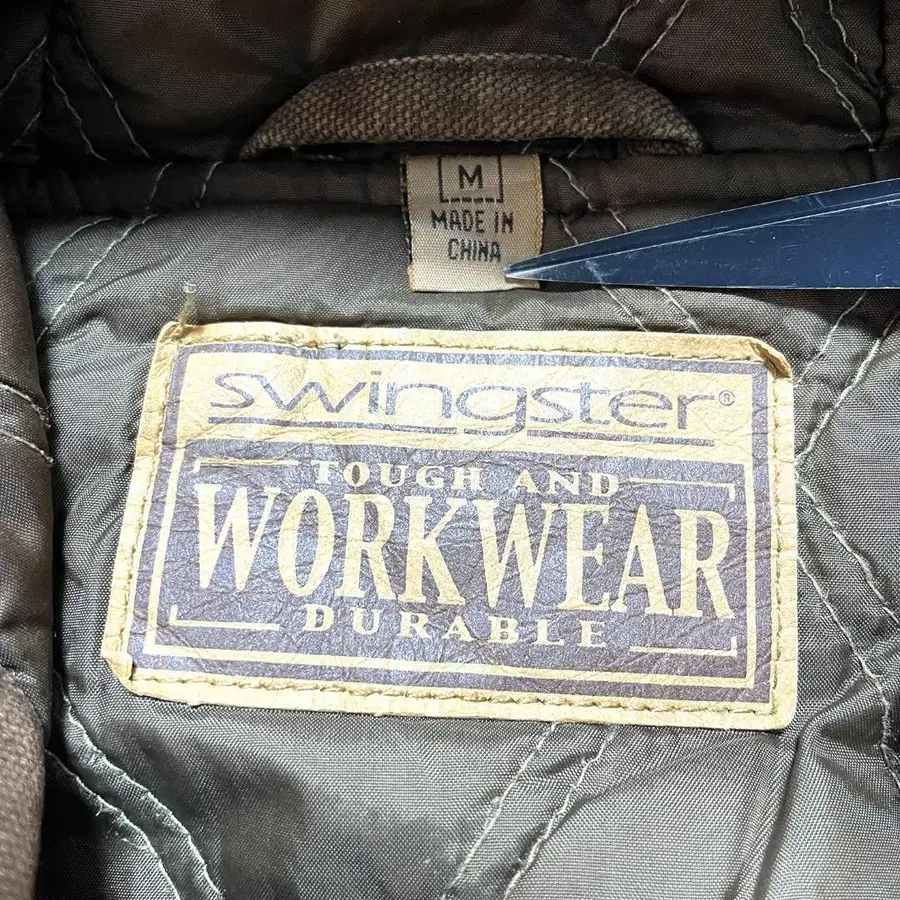 M
MADE IN
CHINA
swingster®
TOUGH AND
WORKWEAR
DURABLE